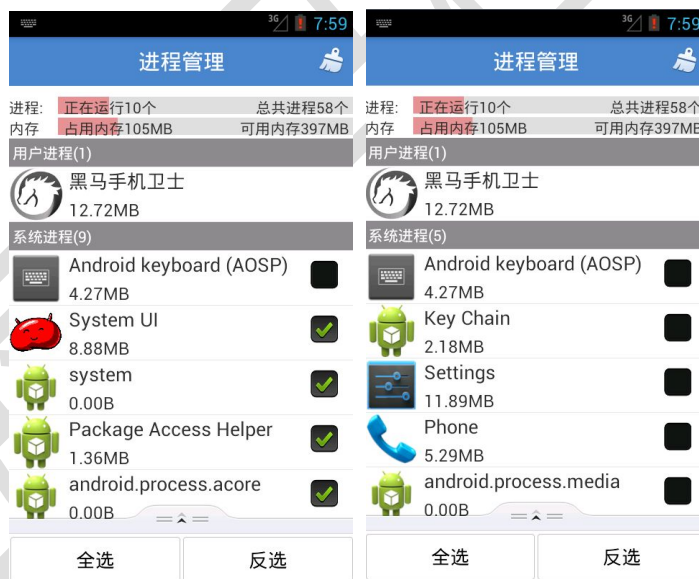 3G 7:59
进程管理
进程: 正在运行10个 总共进程58个
内存 占用内存105MB 可用内存397MB
用户进程(1)
黑马手机卫士
12.72MB
系统进程(9)
Android keyboard (AOSP)
4.27MB
System UI
8.88MB
system
0.00B
Package Access Helper
1.36MB
android.process.acore
0.00B
全选 反选
3G 7:59
进程管理
进程: 正在运行10个 总共进程58个
内存 占用内存105MB 可用内存397MB
用户进程(1)
黑马手机卫士
12.72MB
系统进程(5)
Android keyboard (AOSP)
4.27MB
Key Chain
2.18MB
Settings
11.89MB
Phone
5.29MB
android.process.media
0.00B
全选 反选